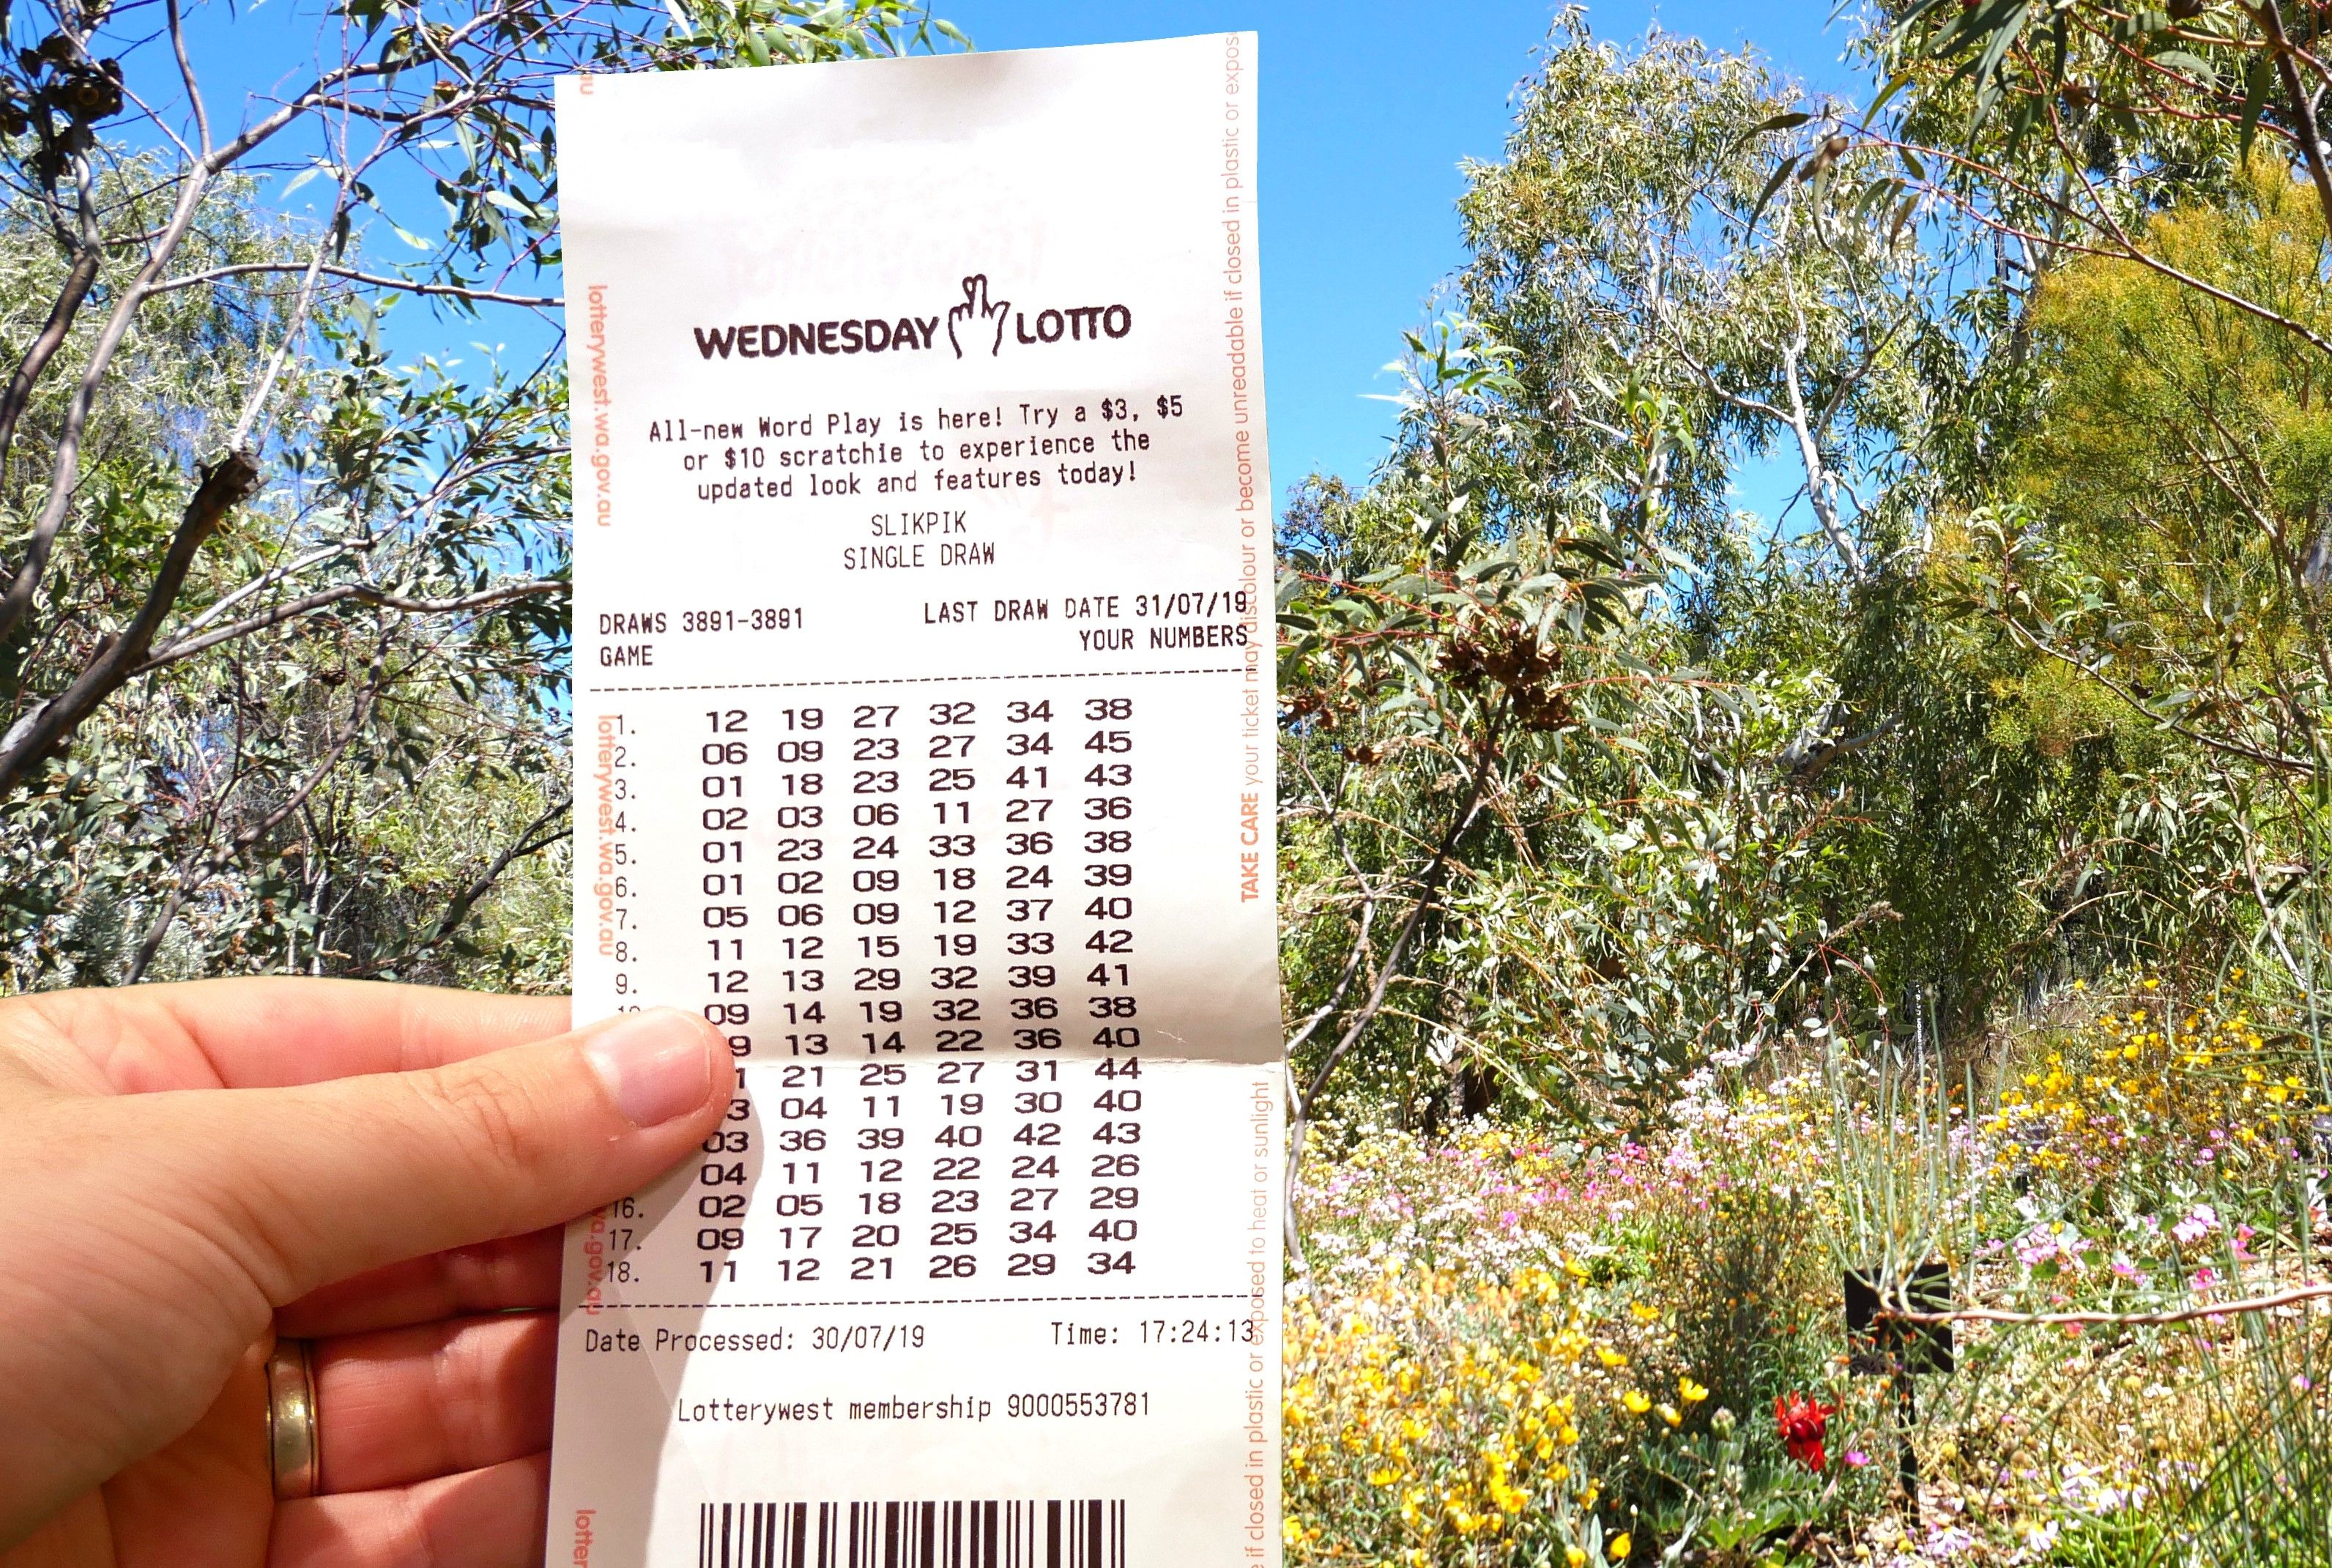 WEDNESDAY LOTTO
All-new Word Play is here! Try a $3, $5
or $10 scratchie to experience the
updated look and features today!
SLIKPIK
SINGLE DRAW
DRAWS 3891-3891 LAST DRAW DATE 31/07/19
GAME YOUR NUMBERS
1. 12 19 27 32 34 38
2. 06 09 23 27 34 45
3. 01 18 23 25 41 43
4. 02 03 06 11 27 36
5. 01 23 24 33 36 38
6. 01 02 09 18 24 39
7. 05 06 09 12 37 40
8. 11 12 15 19 33 42
9. 12 13 29 32 39 41
09 14 19 32 36 38
13 14 22 36 40
21 25 27 31 44
04 11 19 30 40
03 36 39 40 42 43
04 11 12 22 24 26
16. 02 05 18 23 27 29
17. 09 17 20 25 34 40
18. 11 12 21 26 29 34
Date Processed: 30/07/19 Time: 17:24:13
Lotterywest membership 9000553781
lotterywest.wa.gov.au
lotterywest.wa.gov.au
TAKE CARE your ticket may discolour or become unreadable if closed in plastic or
if closed in plastic or exposed to heat or sunlight